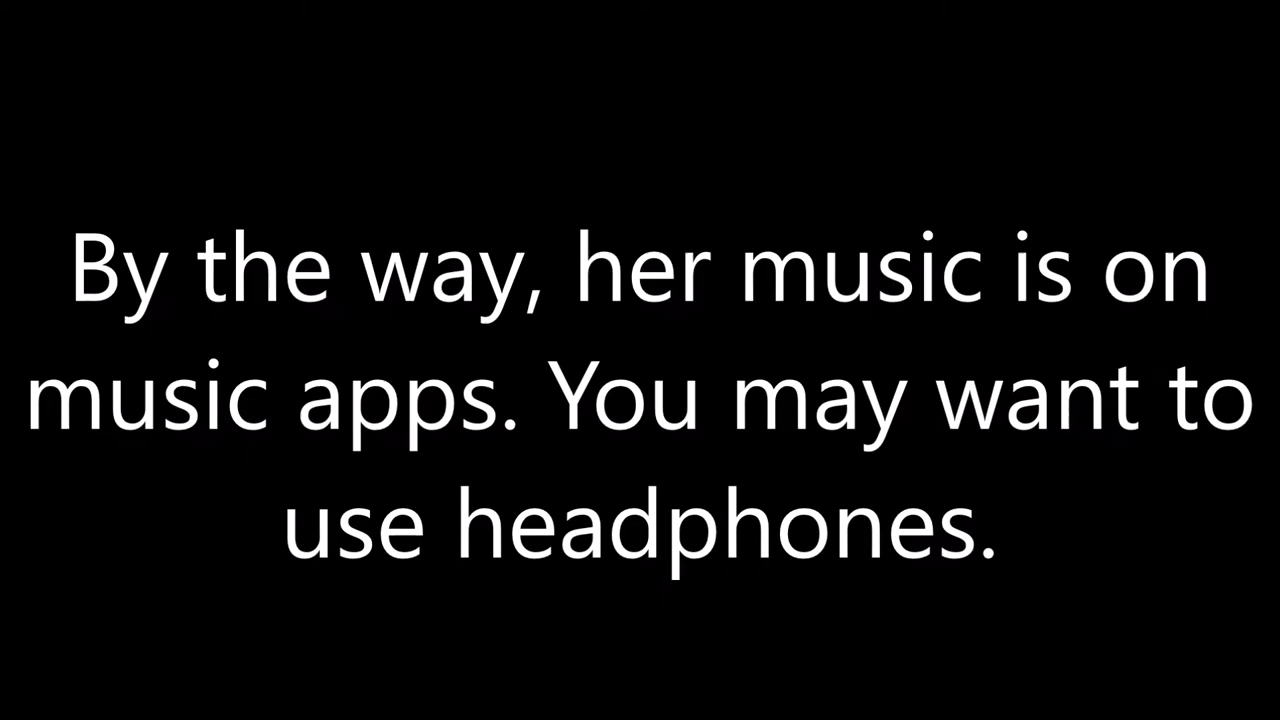 By the way, her music is on
music apps. You may want to
use headphones.